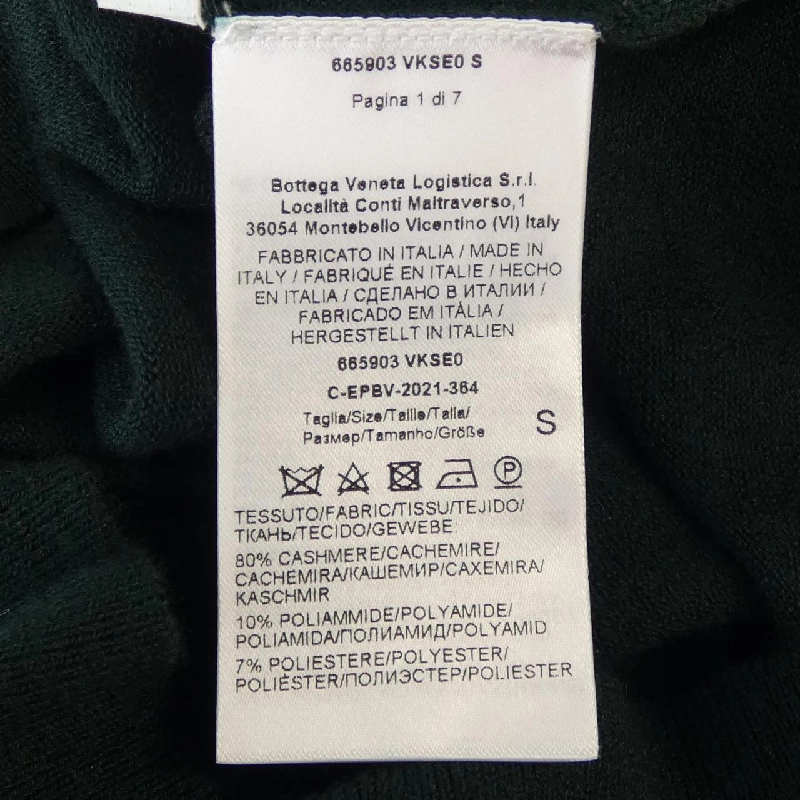 665903 VKSE0 S
Pagina 1 di 7
Bottega Veneta Logistica S.r.l.
Località Conti Maltraverso,1
36054 Montebello Vicentino (VI) Italy
FABBRICATO IN ITALIA / MADE IN
ITALY / FABRIQUÉ EN ITALIE / HECHO
EN ITALIA / СДЕЛАНО В ИТАЛИИ /
FABRICADO EM ITÁLIA /
HERGESTELLT IN ITALIEN
665903 VKSE0
C-EPBV-2021-364
Taglia/Size/Taille/Talla/
Размер/Tamanho/Größe
S
P
TESSUTO/FABRIC/TISSU/TEJIDO/
ТКАНЬ/TECIDO/GEWEBE
80% CASHMERE/CACHEMIRE/
CACHEMIRA/КАШЕМИР/CAXEMIRA/
KASCHMIR
10% POLIAMMIDE/POLYAMIDE/
POLIAMIDA/ПОЛИАМИД/POLYAMID
7% POLIESTERE/POLYESTER/
POLIÉSTER/ПОЛИЭСТЕР/POLIESTER